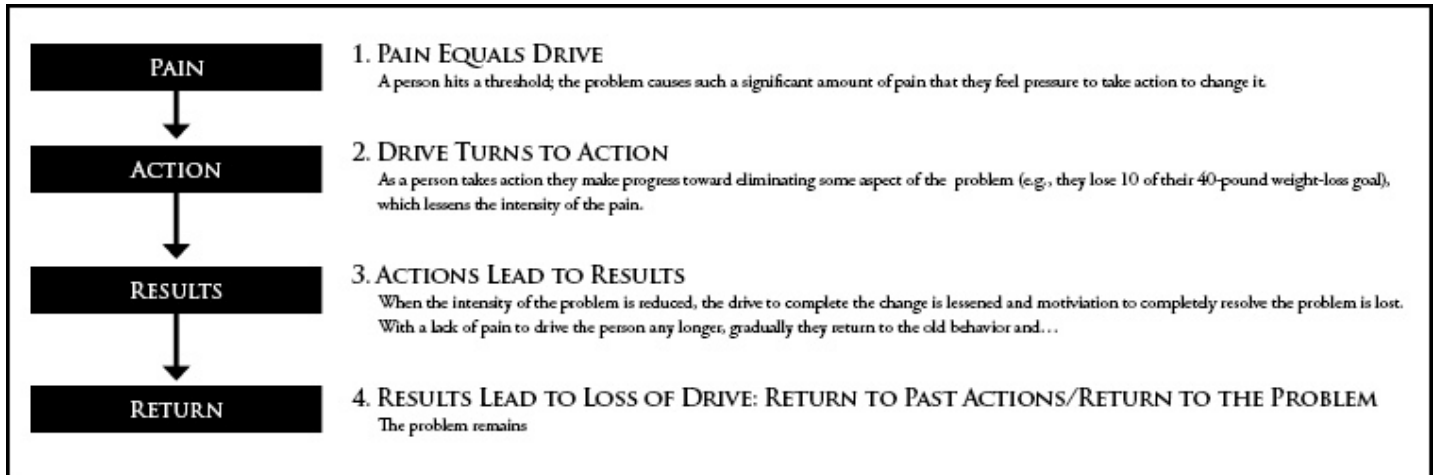 PAIN
1. PAIN EQUALS DRIVE
A person hits a threshold; the problem causes such a significant amount of pain that they feel pressure to take action to change it.
ACTION
2. DRIVE TURNS TO ACTION
As a person takes action they make progress toward eliminating some aspect of the problem (e.g., they lose 10 of their 40-pound weight-loss goal),
which lessens the intensity of the pain.
RESULTS
3. ACTIONS LEAD TO RESULTS
When the intensity of the problem is reduced, the drive to complete the change is lessened and motiviation to completely resolve the problem is lost.
With a lack of pain to drive the person any longer, gradually they return to the old behavior and…
RETURN
4. RESULTS LEAD TO LOSS OF DRIVE: RETURN TO PAST ACTIONS/RETURN TO THE PROBLEM
The problem remains